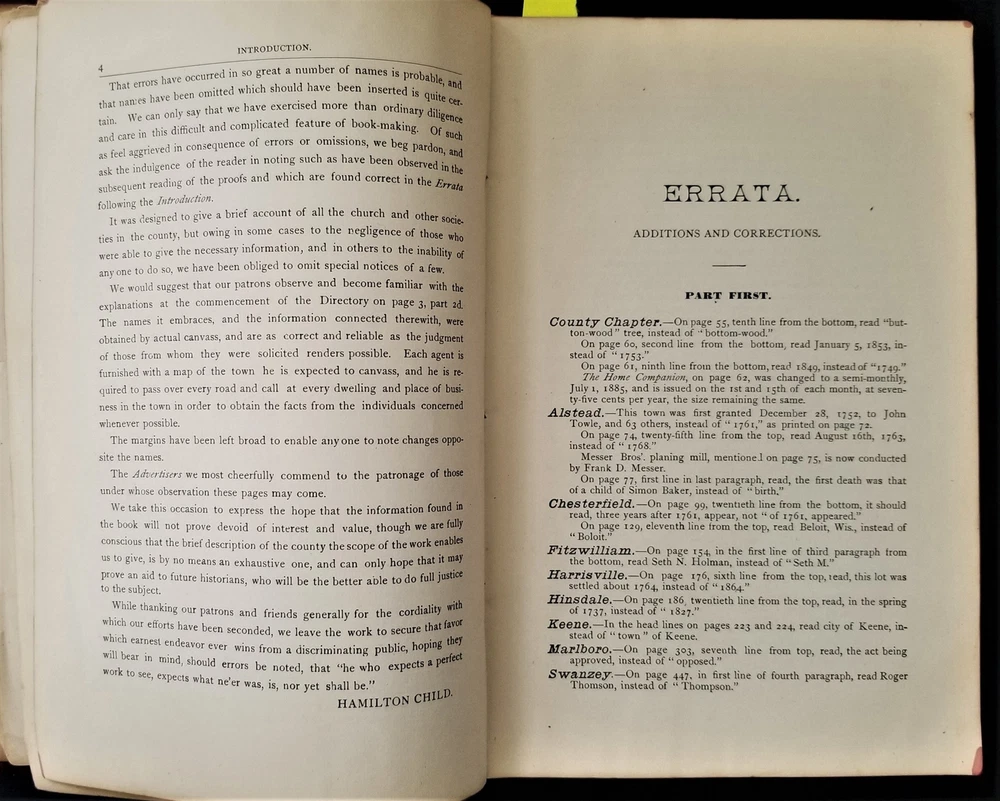 INTRODUCTION.
4
That errors have occurred in so great a number of names is probable, and
that names have been omitted which should have been inserted is quite cer-
tain. We can only say that we have exercised more than ordinary diligence
and care in this difficult and complicated feature of book-making. Of such
as feel aggrieved in consequence of errors or omissions, we beg pardon, and
ask the indulgence of the reader in noting such as have been observed in the
subsequent reading of the proofs and which are found correct in the Errata
following the Introduction.
It was designed to give a brief account of all the church and other socie-
ties in the county, but owing in some cases to the negligence of those who
were able to give the necessary information, and in others to the inability of
any one to do so, we have been obliged to omit special notices of a few.
We would suggest that our patrons observe and become familiar with the
explanations at the commencement of the Directory on page 3, part 2d.
The names it embraces, and the information connected therewith, were
obtained by actual canvass, and are as correct and reliable as the judgment
of those from whom they were solicited renders possible. Each agent is
furnished with a map of the town he is expected to canvass, and he is re-
quired to pass over every road and call at every dwelling and place of busi-
ness in the town in order to obtain the facts from the individuals concerned
whenever possible.
The margins have been left broad to enable any one to note changes oppo-
site the names.
The Advertisers we most cheerfully commend to the patronage of those
under whose observation these pages may come.
We take this occasion to express the hope that the information found in
the book will not prove devoid of interest and value, though we are fully
conscious that the brief description of the county the scope of the work enables
us to give, is by no means an exhaustive one, and can only hope that it may
prove an aid to future historians, who will be the better able to do full justice
to the subject.
While thanking our patrons and friends generally for the cordiality with
which our efforts have been seconded, we leave the work to secure that favor
which earnest endeavor ever wins from a discriminating public, hoping they
will bear in mind, should errors be noted, that "he who expects a perfect
work to see, expects what ne'er was, is, nor yet shall be."
HAMILTON CHILD.
ERRATA.
ADDITIONS AND CORRECTIONS.
PART FIRST.
County Chapter.—On page 55, tenth line from the bottom, read "but-
ton-wood" tree, instead of "bottom-wood."
On page 60, second line from the bottom, read January 5, 1853, in-
stead of "1753."
On page 61, ninth line from the bottom, read 1849, instead of "1749."
The Home Companion, on page 62, was changed to a semi-monthly,
July 1, 1885, and is issued on the 1st and 15th of each month, at seven-
ty-five cents per year, the size remaining the same.
Alstead.—This town was first granted December 28, 1752, to John
Towle, and 63 others, instead of "1761," as printed on page 72.
On page 74, twenty-fifth line from the top, read August 16th, 1763,
instead of "1768."
Messer Bros'. planing mill, mentioned on page 75, is now conducted
by Frank D. Messer.
On page 77, first line in last paragraph, read, the first death was that
of a child of Simon Baker, instead of "birth."
Chesterfield.—On page 99, twentieth line from the bottom, it should
read, three years after 1761, appear, not "of 1761, appeared."
On page 129, eleventh line from the top, read Beloit, Wis., instead of
"Boloit."
Fitzwilliam.—On page 154, in the first line of third paragraph from
the bottom, read Seth N. Holman, instead of "Seth M."
Harrisville.—On page 176, sixth line from the top, read, this lot was
settled about 1764, instead of "1864."
Hinsdale.—On page 186, twentieth line from the top, read, in the spring
of 1737, instead of "1827."
Keene.—In the head lines on pages 223 and 224, read city of Keene, in-
stead of "town" of Keene.
Marlboro.—On page 303, seventh line from top, read, the act being
approved, instead of "opposed."
Swanzey.—On page 447, in first line of fourth paragraph, read Roger
Thomson, instead of "Thompson."